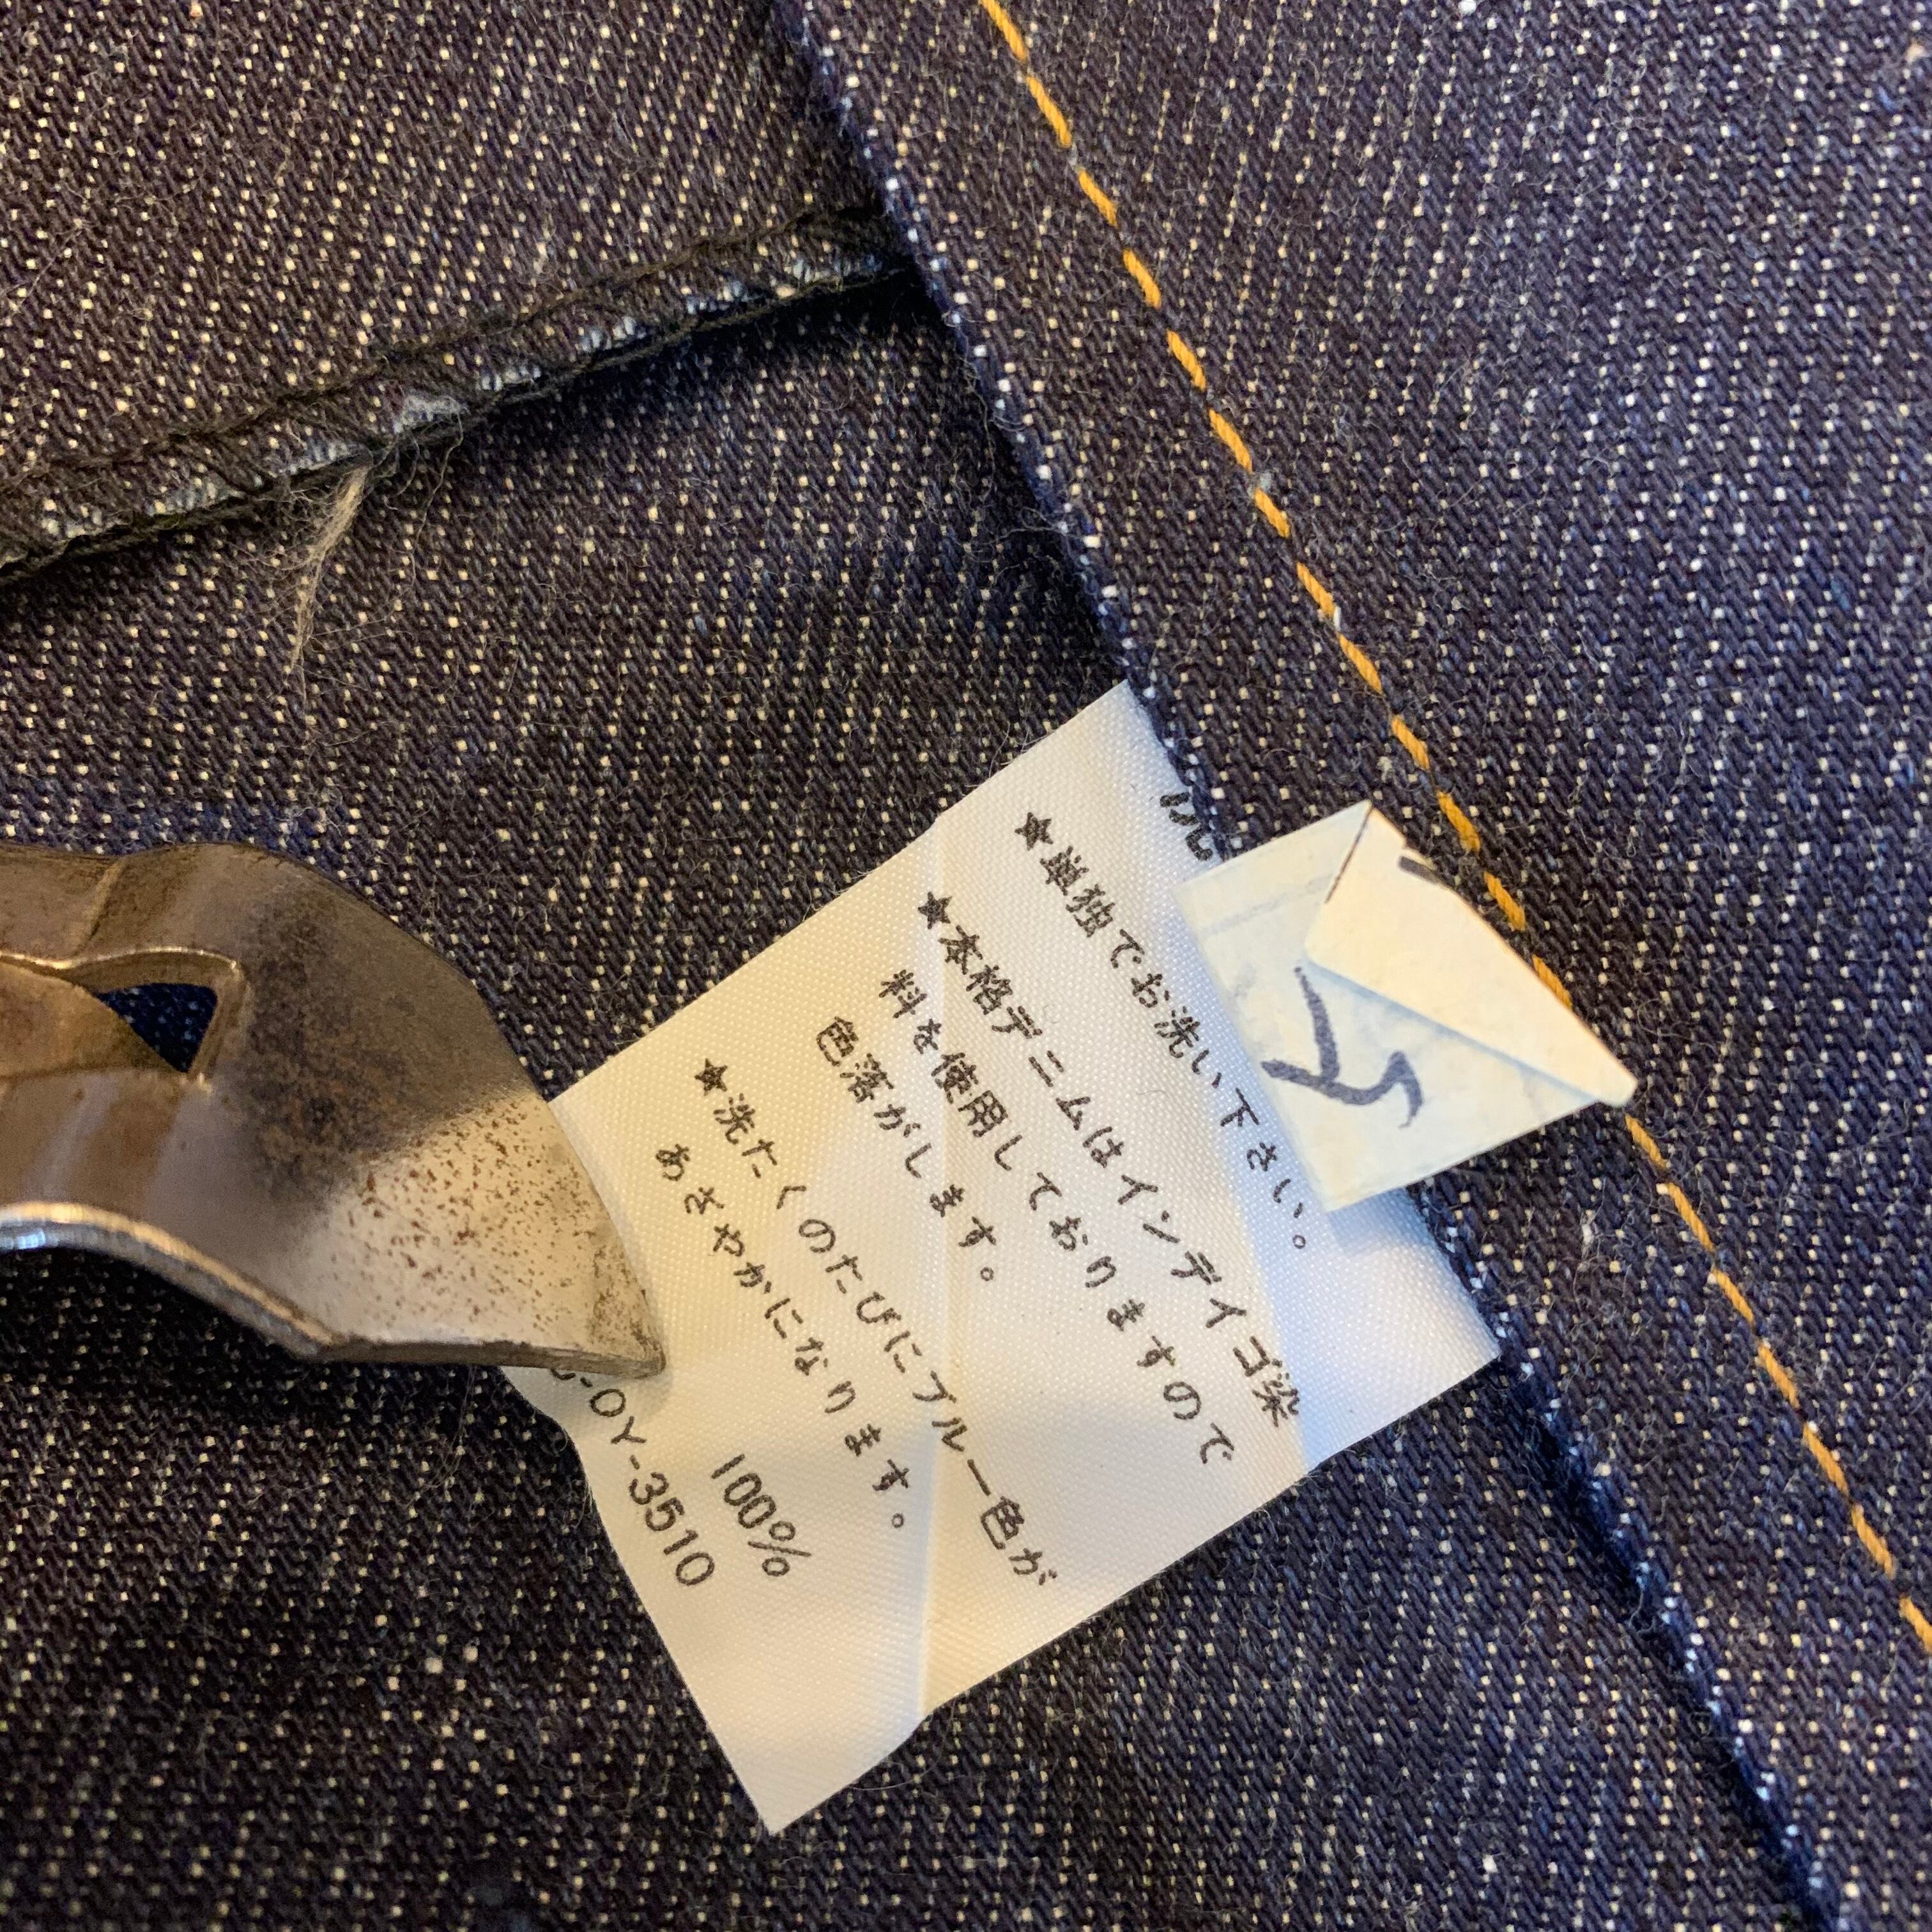 ★単独でお洗い下さい。
★本格デニムはインデイゴ染
料を使用しておりますので
色落がします。
★洗たくのたびにブルー色が
あざやかになります。
100%
-OY-3510